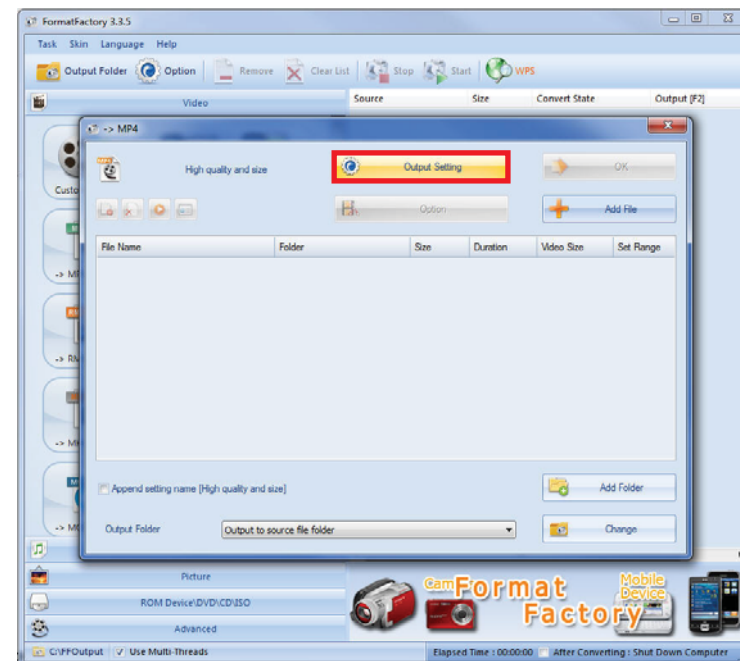 FormatFactory 3.3.5
Task Skin Language Help
Output Folder Option Remove Clear List Stop Start WPS
Video
Source Size Convert State Output [F2]
-> MP4
High quality and size
Output Setting
OK
Option
Add File
File Name Folder Size Duration Video Size Set Range
Append setting name [High quality and size]
Add Folder
Output Folder
Output to source file folder
Change
Picture
ROM Device\DVD\CD\ISO
Advanced
Cam Format Factory
Mobile Device
C:\FFOutput Use Multi-Threads
Elapsed Time : 00:00:00 After Converting : Shut Down Computer